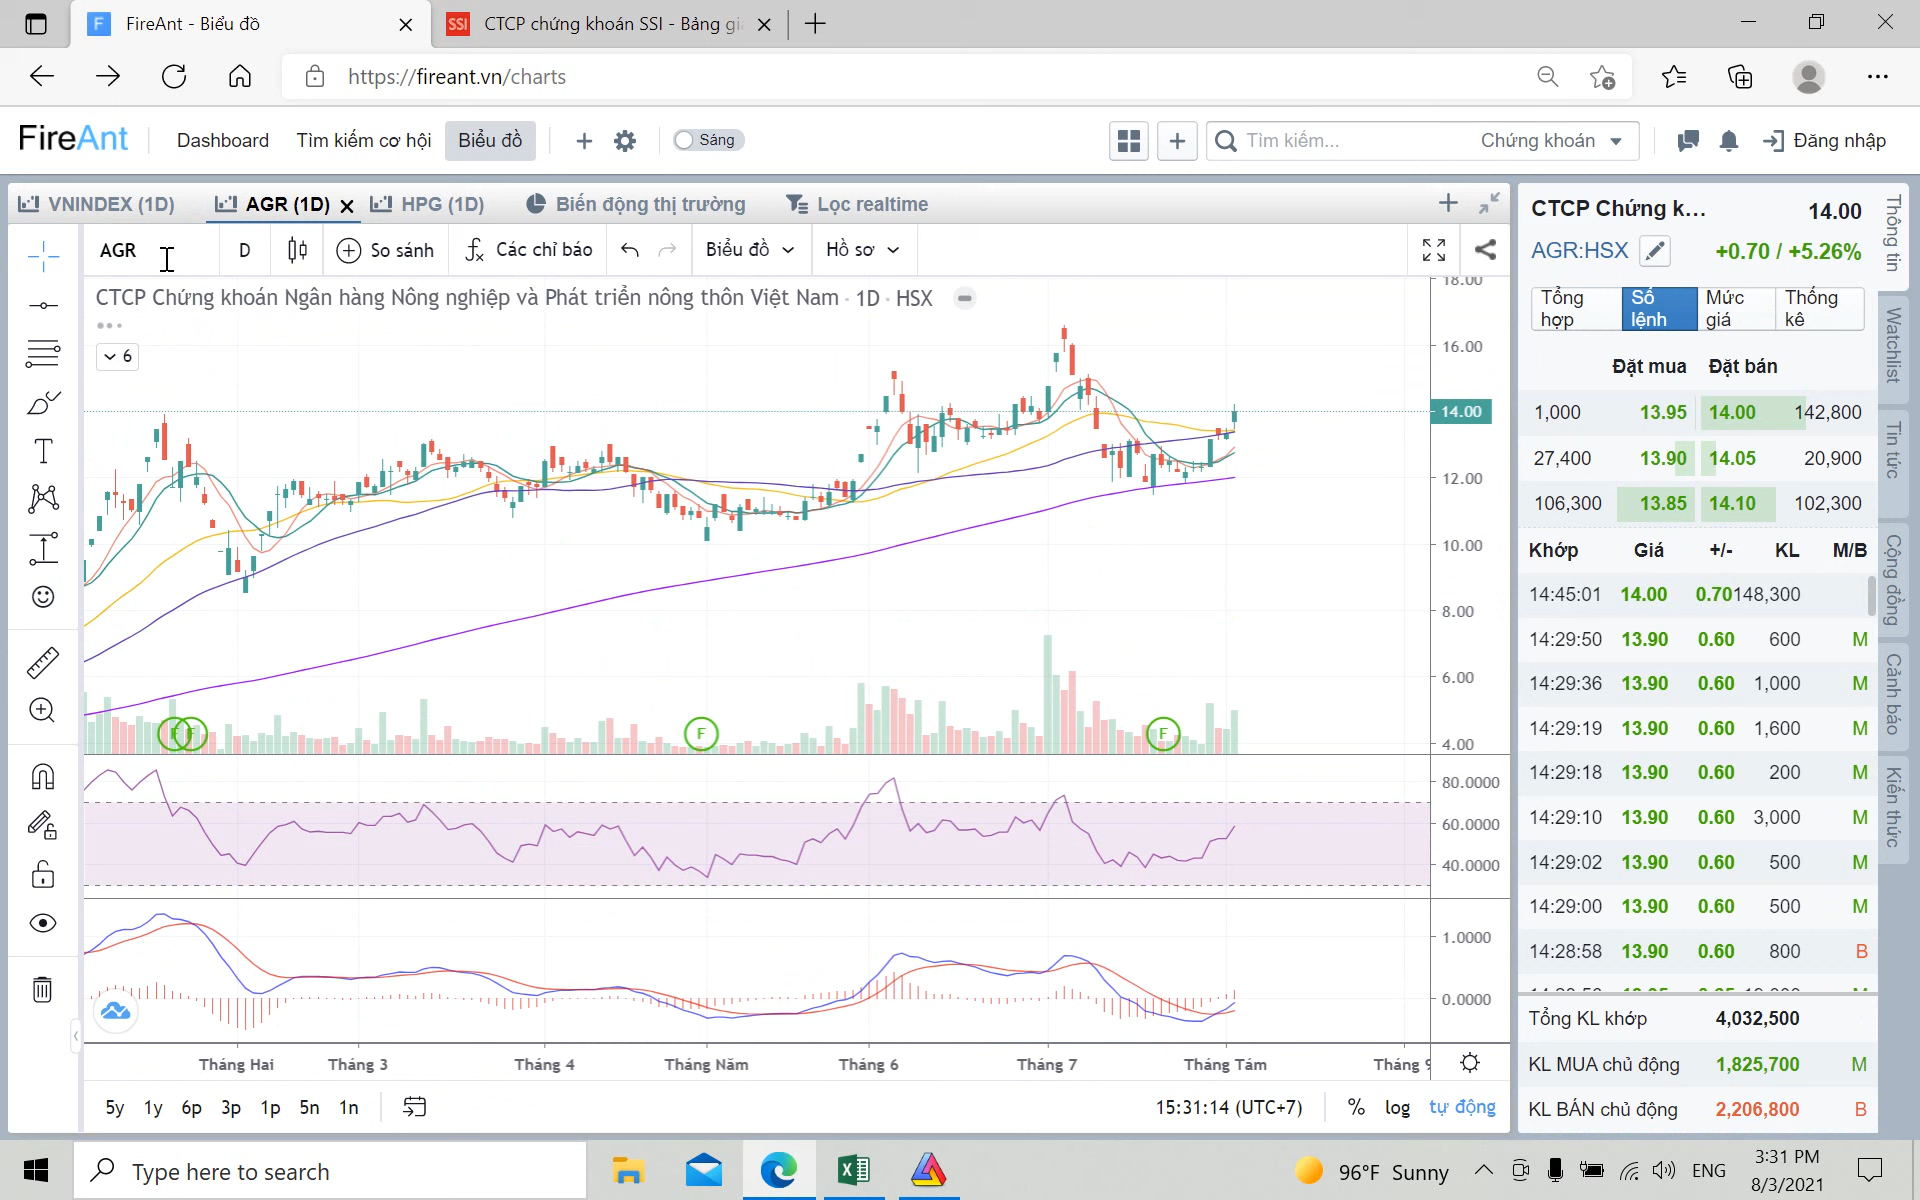 FireAnt - Biểu đồ
CTCP chứng khoán SSI - Bảng gi
https://fireant.vn/charts
FireAnt
Dashboard
Tìm kiếm cơ hội
Biểu đồ
Sáng
Tìm kiếm...
Chứng khoán
Đăng nhập
VNINDEX (1D)
AGR (1D)
HPG (1D)
Biến động thị trường
Lọc realtime
AGR
D
So sánh
Các chỉ báo
Biểu đồ
Hồ sơ
CTCP Chứng khoán Ngân hàng Nông nghiệp và Phát triển nông thôn Việt Nam · 1D · HSX
6
18.00
16.00
14.00
12.00
10.00
8.00
6.00
4.00
F F F F
80.0000
60.0000
40.0000
1.0000
0.0000
Tháng Hai Tháng 3 Tháng 4 Tháng Năm Tháng 6 Tháng 7 Tháng Tám Tháng 9
5y 1y 6p 3p 1p 5n 1n
15:31:14 (UTC+7) % log tự động
CTCP Chứng k... 14.00
AGR:HSX +0.70 / +5.26%
Tổng hợp
Sổ lệnh
Mức giá
Thống kê
Đặt mua Đặt bán
1,000 13.95 14.00 142,800
27,400 13.90 14.05 20,900
106,300 13.85 14.10 102,300
Khớp Giá +/- KL M/B
14:45:01 14.00 0.70 148,300
14:29:50 13.90 0.60 600 M
14:29:36 13.90 0.60 1,000 M
14:29:19 13.90 0.60 1,600 M
14:29:18 13.90 0.60 200 M
14:29:10 13.90 0.60 3,000 M
14:29:02 13.90 0.60 500 M
14:29:00 13.90 0.60 500 M
14:28:58 13.90 0.60 800 B
Tổng KL khớp 4,032,500
KL MUA chủ động 1,825,700 M
KL BÁN chủ động 2,206,800 B
Thông tin
Watchlist
Tin tức
Cộng đồng
Cảnh báo
Kiến thức
Type here to search
96°F Sunny
ENG
3:31 PM
8/3/2021